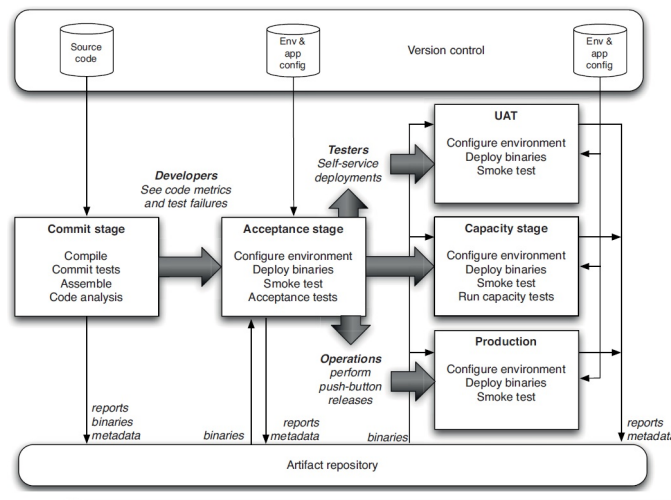 Source
code
Env &
app
config
Version control
Env &
app
config
Developers
See code metrics
and test failures
Testers
Self-service
deployments
UAT
Configure environment
Deploy binaries
Smoke test
Commit stage
Compile
Commit tests
Assemble
Code analysis
Acceptance stage
Configure environment
Deploy binaries
Smoke test
Acceptance tests
Capacity stage
Configure environment
Deploy binaries
Smoke test
Run capacity tests
Operations
perform
push-button
releases
Production
Configure environment
Deploy binaries
Smoke test
reports
binaries
metadata
binaries
reports
metadata
binaries
reports
metadata
Artifact repository